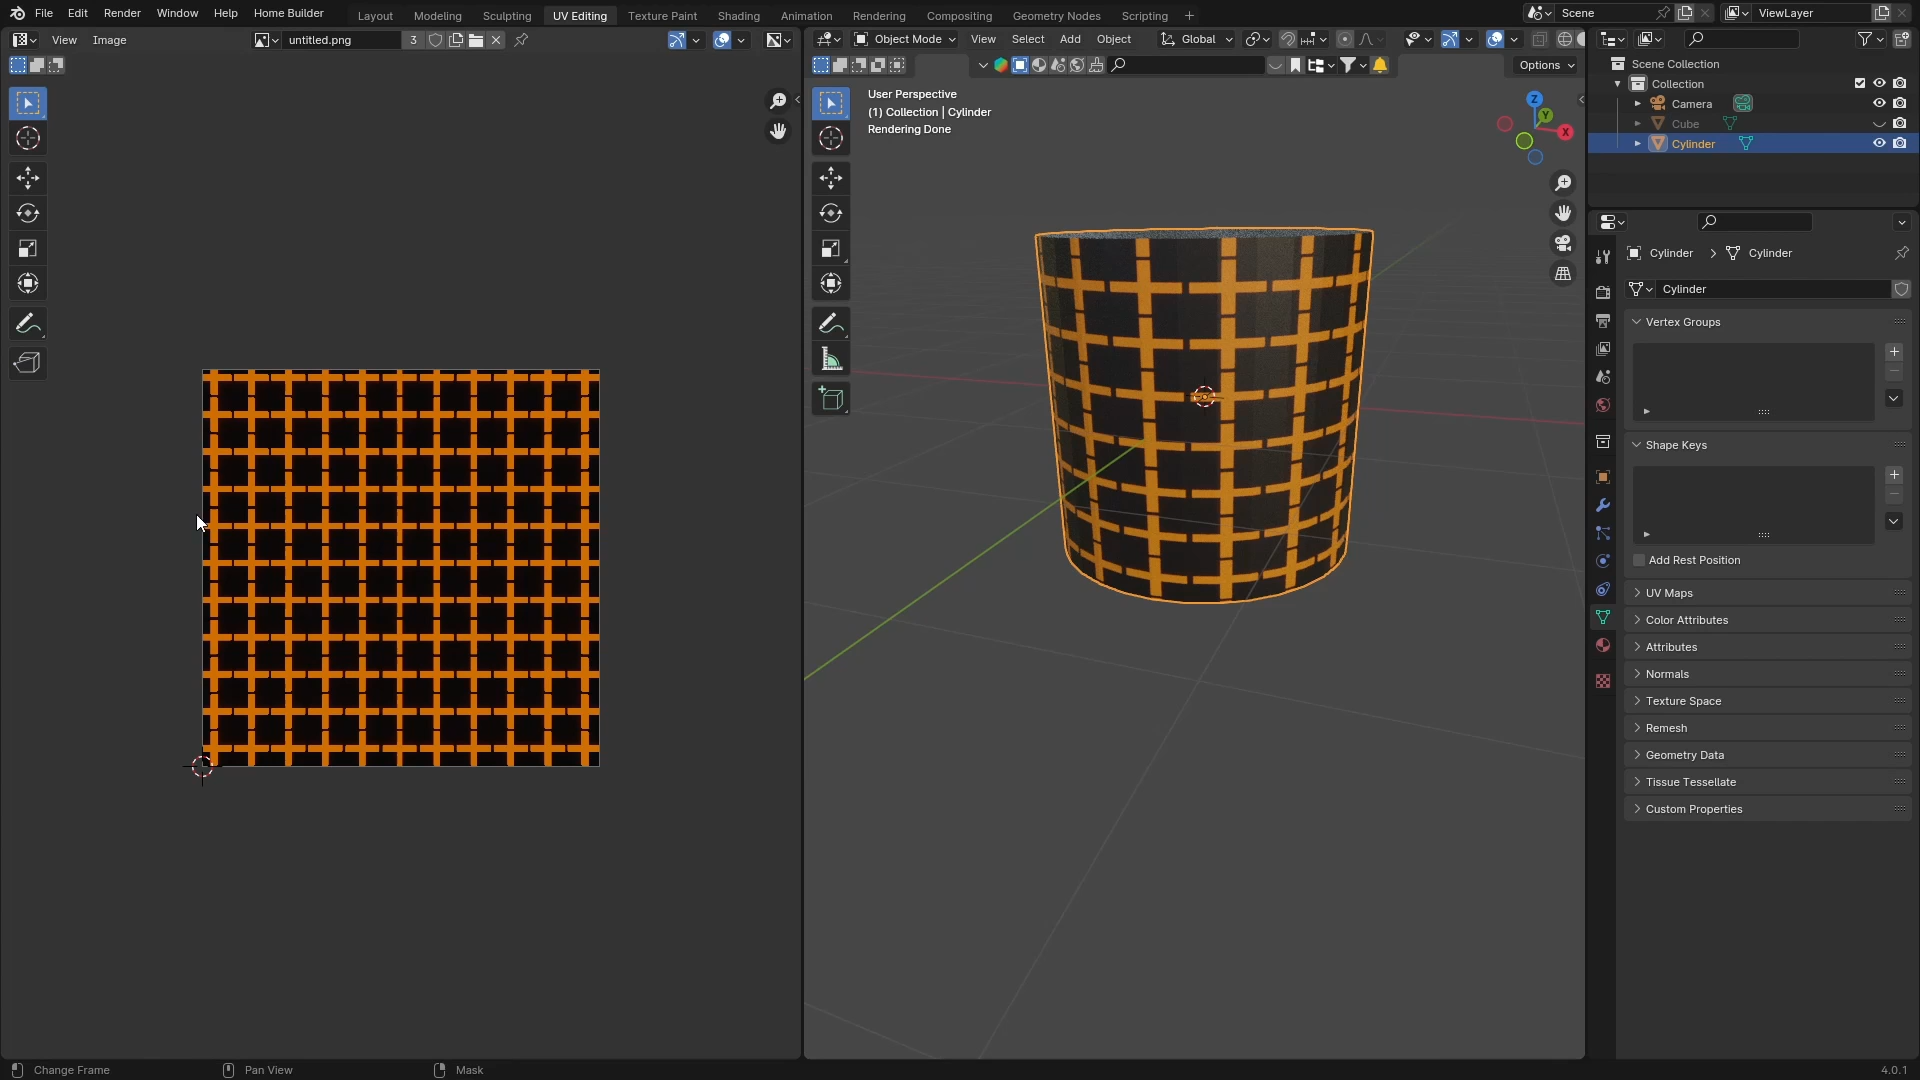 File Edit Render Window Help Home Builder
Layout Modeling Sculpting UV Editing Texture Paint Shading Animation Rendering Compositing Geometry Nodes Scripting +
Scene
ViewLayer
View Image
untitled.png 3
Object Mode
View Select Add Object
Global
Options
User Perspective
(1) Collection | Cylinder
Rendering Done
Z
Y
X
Scene Collection
Collection
Camera
Cube
Cylinder
Cylinder
Cylinder
Cylinder
Vertex Groups
Shape Keys
Add Rest Position
UV Maps
Color Attributes
Attributes
Normals
Texture Space
Remesh
Geometry Data
Tissue Tessellate
Custom Properties
Change Frame
Pan View
Mask
4.0.1